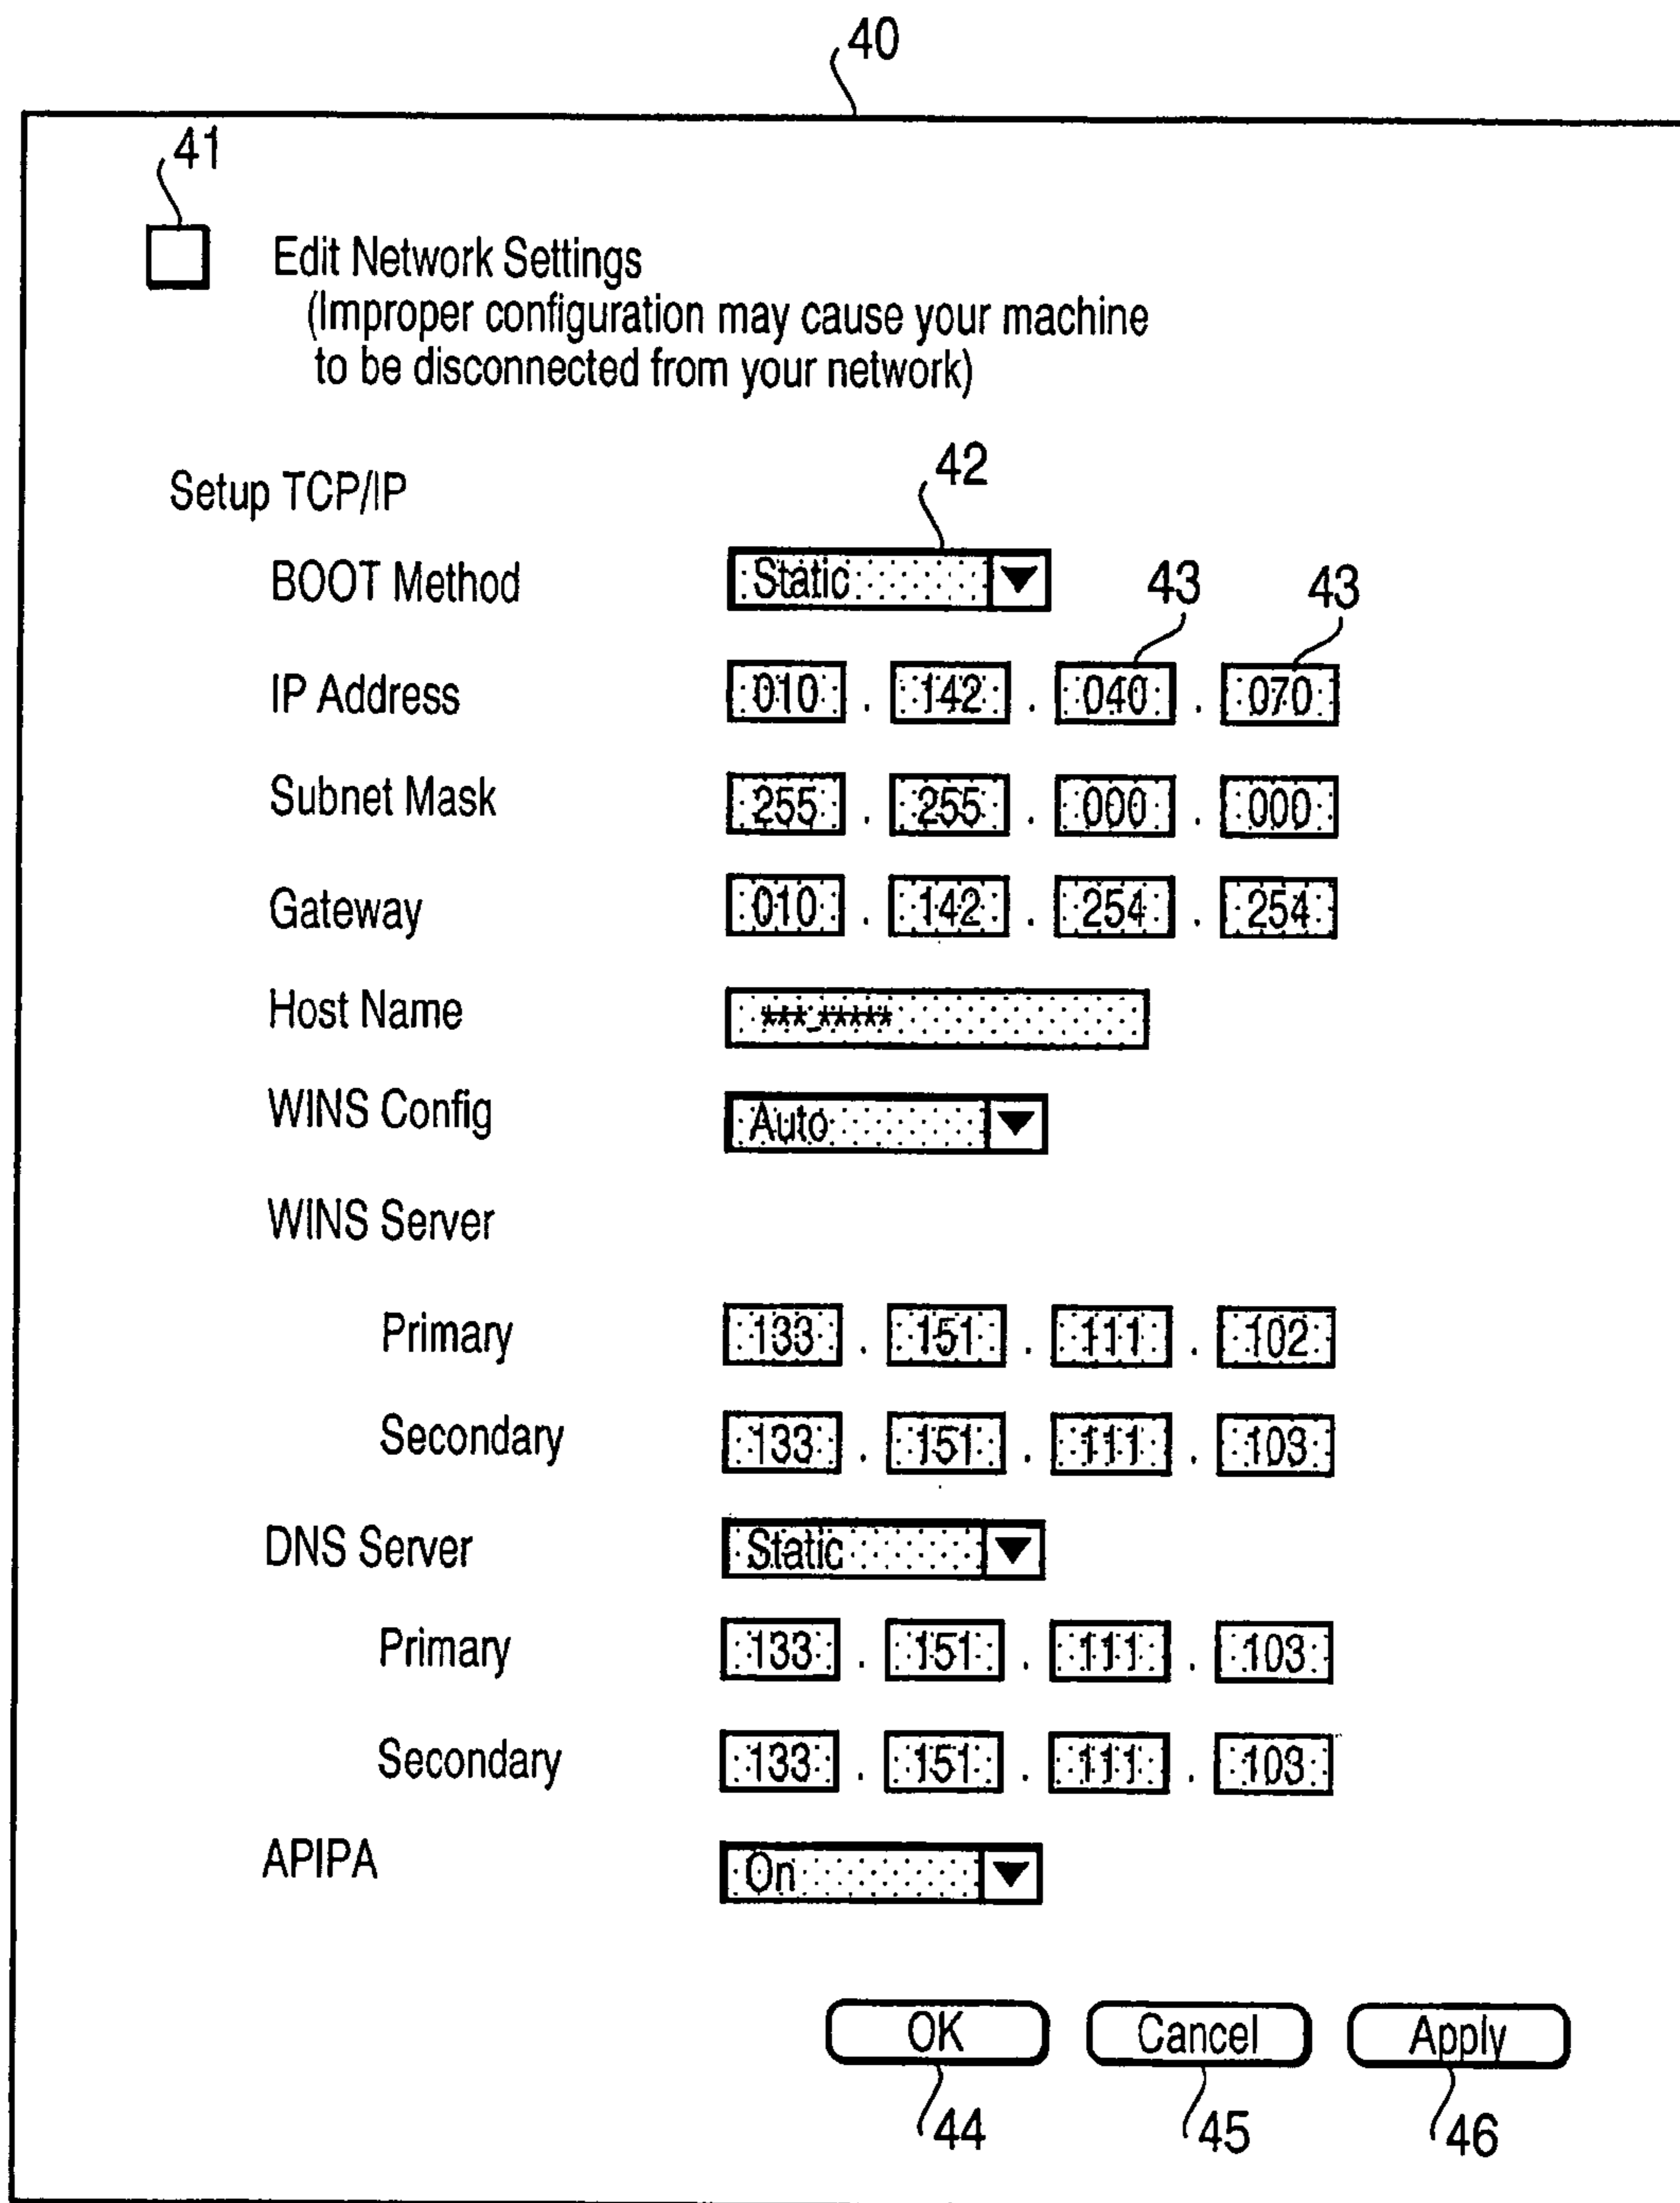 40
41
Edit Network Settings
(Improper configuration may cause your machine
to be disconnected from your network)
Setup TCP/IP
42
BOOT Method Static
43 43
IP Address 010 . 142 . 040 . 070
Subnet Mask 255 . 255 . 000 . 000
Gateway 010 . 142 . 254 . 254
Host Name ***_*****
WINS Config Auto
WINS Server
Primary 133 . 151 . 111 . 102
Secondary 133 . 151 . 111 . 103
DNS Server Static
Primary 133 . 151 . 111 . 103
Secondary 133 . 151 . 111 . 103
APIPA On
OK Cancel Apply
44 45 46